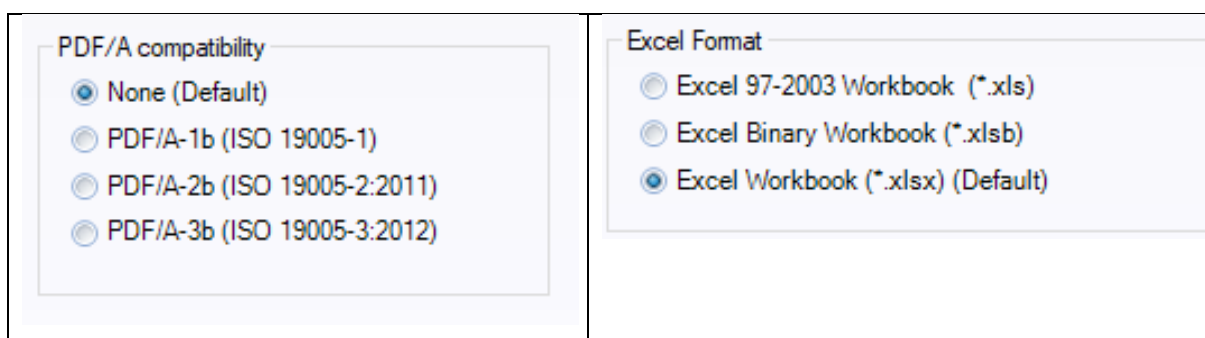 PDF/A compatibility
None (Default)
PDF/A-1b (ISO 19005-1)
PDF/A-2b (ISO 19005-2:2011)
PDF/A-3b (ISO 19005-3:2012)
Excel Format
Excel 97-2003 Workbook  (*.xls)
Excel Binary Workbook (*.xlsb)
Excel Workbook (*.xlsx) (Default)